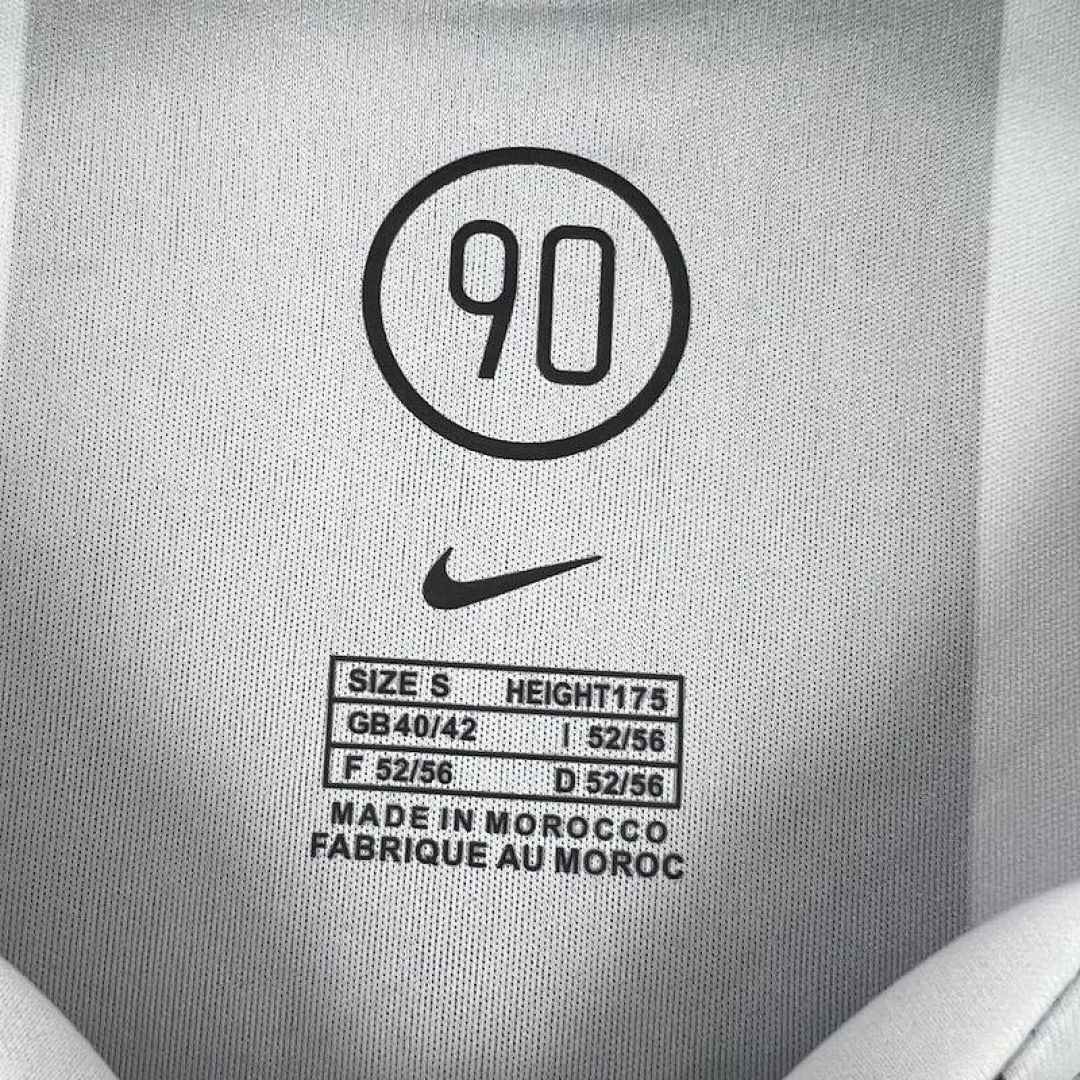 90
SIZE S HEIGHT175
GB40/42 I 52/56
F 52/56 D 52/56
MADE IN MOROCCO
FABRIQUE AU MOROC